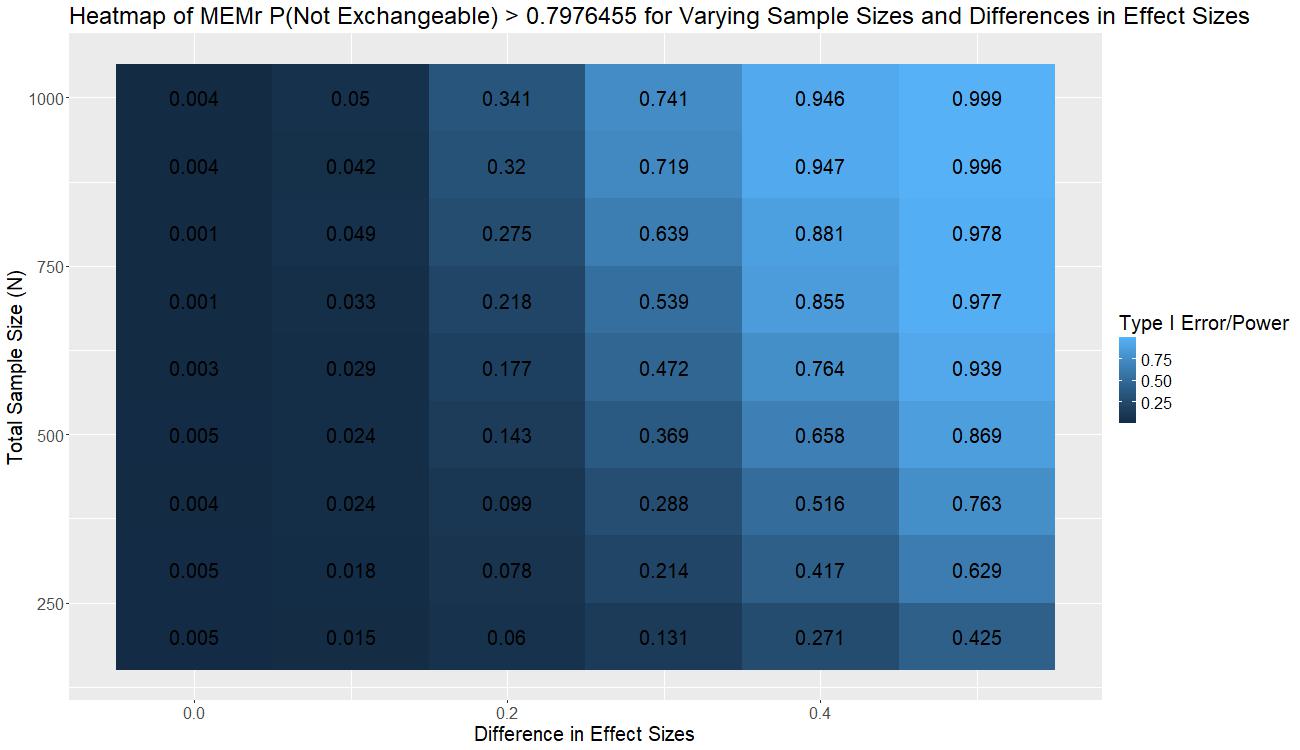 Heatmap of MEMr P(Not Exchangeable) > 0.7976455 for Varying Sample Sizes and Differences in Effect Sizes
Total Sample Size (N)
1000
750
500
250
0.004 0.05 0.341 0.741 0.946 0.999
0.004 0.042 0.32 0.719 0.947 0.996
0.001 0.049 0.275 0.639 0.881 0.978
0.001 0.033 0.218 0.539 0.855 0.977
0.003 0.029 0.177 0.472 0.764 0.939
0.005 0.024 0.143 0.369 0.658 0.869
0.004 0.024 0.099 0.288 0.516 0.763
0.005 0.018 0.078 0.214 0.417 0.629
0.005 0.015 0.06 0.131 0.271 0.425
0.0 0.2 0.4
Difference in Effect Sizes
Type I Error/Power
0.75
0.50
0.25